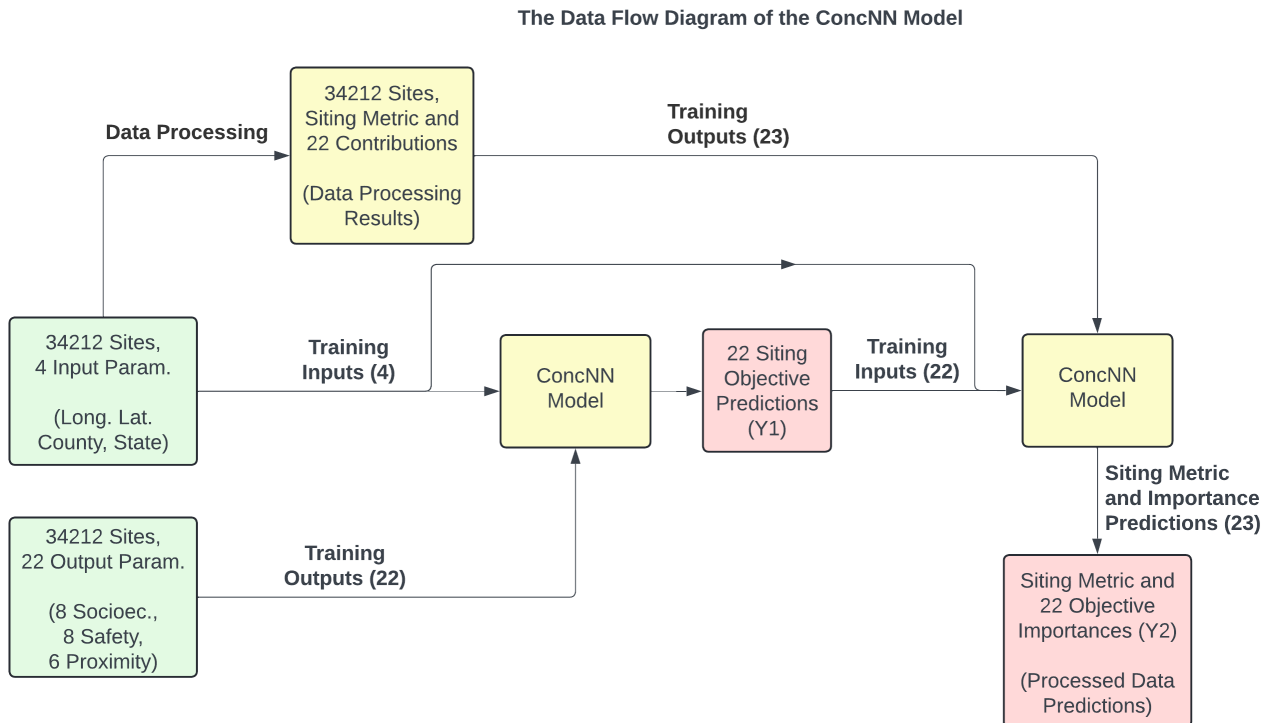 The Data Flow Diagram of the ConcNN Model
34212 Sites,
Siting Metric and
22 Contributions
(Data Processing
Results)
Data Processing
Training
Outputs (23)
34212 Sites,
4 Input Param.
(Long. Lat.
County, State)
Training
Inputs (4)
ConcNN
Model
22 Siting
Objective
Predictions
(Y1)
Training
Inputs (22)
ConcNN
Model
Siting Metric
and Importance
Predictions (23)
34212 Sites,
22 Output Param.
(8 Socioec.,
8 Safety,
6 Proximity)
Training
Outputs (22)
Siting Metric and
22 Objective
Importances (Y2)
(Processed Data
Predictions)